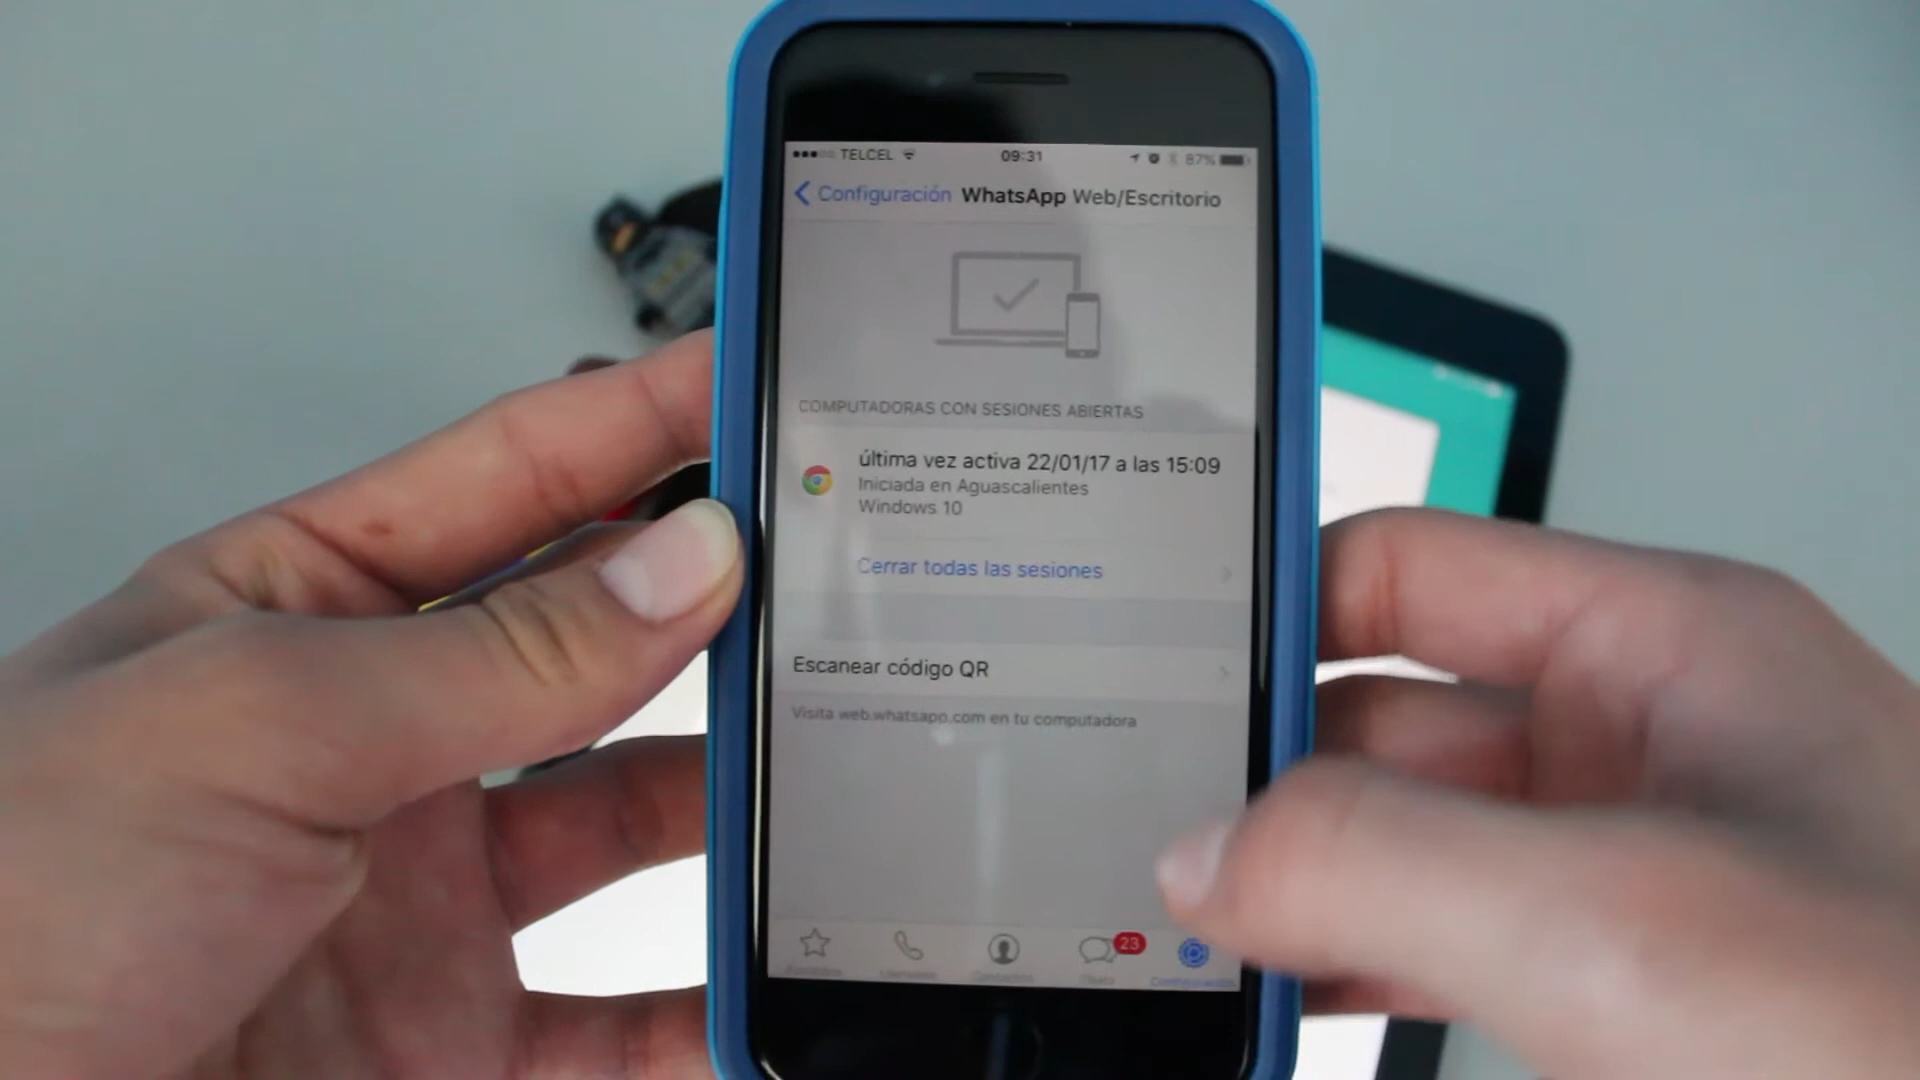 TELCEL 09:31 87%
Configuración WhatsApp Web/Escritorio
COMPUTADORAS CON SESIONES ABIERTAS
última vez activa 22/01/17 a las 15:09
Iniciada en Aguascalientes
Windows 10
Cerrar todas las sesiones
Escanear código QR
Visita web.whatsapp.com en tu computadora
23